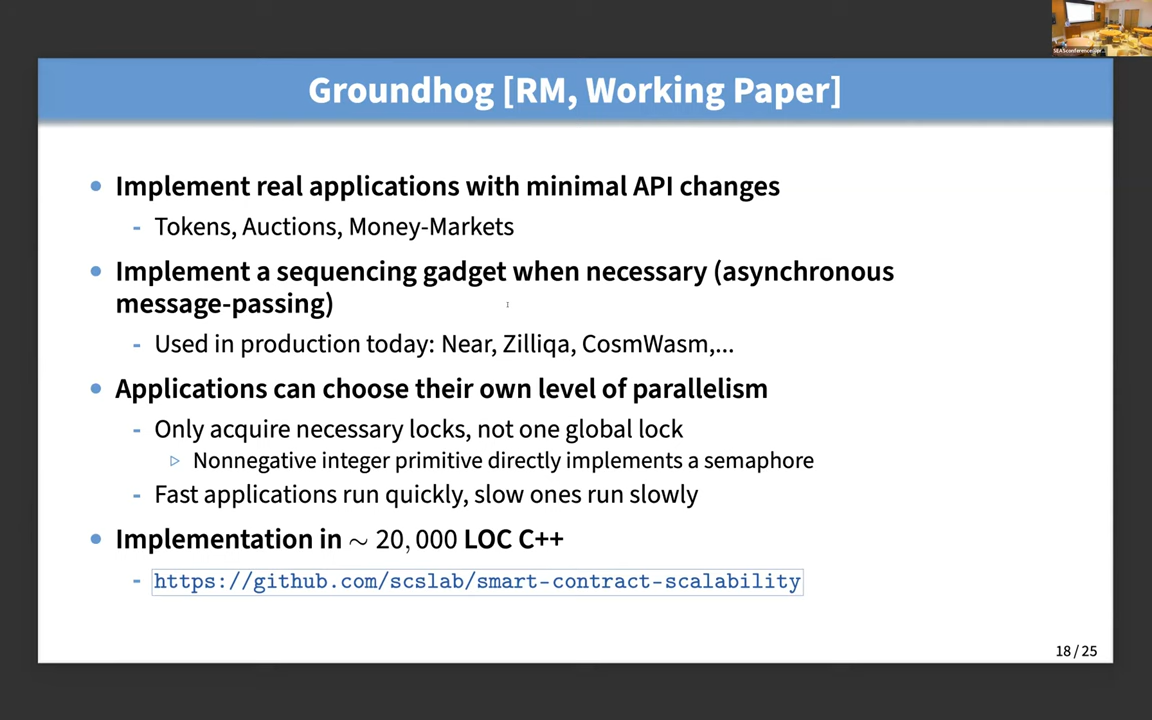 Groundhog [RM, Working Paper]
• Implement real applications with minimal API changes
- Tokens, Auctions, Money-Markets
• Implement a sequencing gadget when necessary (asynchronous
message-passing)
- Used in production today: Near, Zilliqa, CosmWasm,...
• Applications can choose their own level of parallelism
- Only acquire necessary locks, not one global lock
▷ Nonnegative integer primitive directly implements a semaphore
- Fast applications run quickly, slow ones run slowly
• Implementation in ∼ 20,000 LOC C++
- https://github.com/scslab/smart-contract-scalability
18 / 25